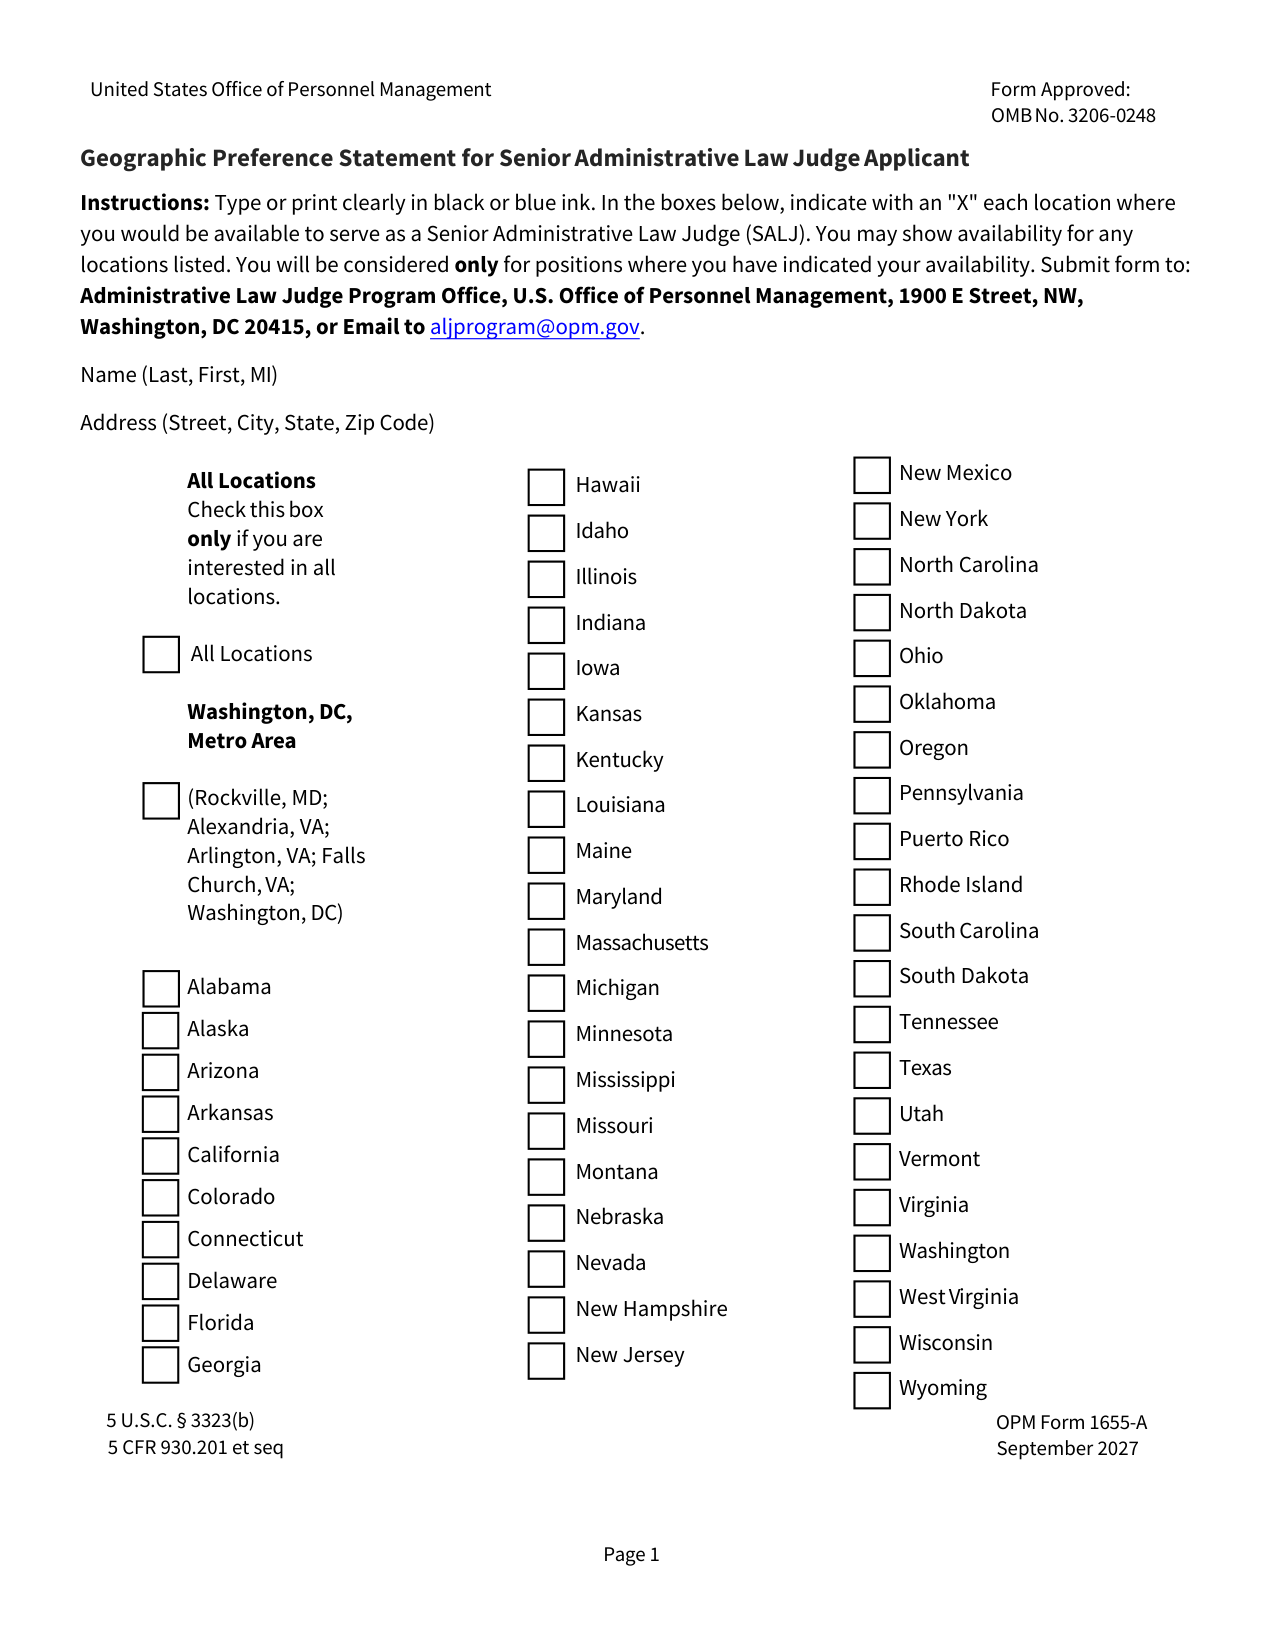 United States Office of Personnel Management
Form Approved:
OMB No. 3206-0248
Geographic Preference Statement for Senior Administrative Law Judge Applicant
Instructions: Type or print clearly in black or blue ink. In the boxes below, indicate with an "X" each location where
you would be available to serve as a Senior Administrative Law Judge (SALJ). You may show availability for any
locations listed. You will be considered only for positions where you have indicated your availability. Submit form to:
Administrative Law Judge Program Office, U.S. Office of Personnel Management, 1900 E Street, NW,
Washington, DC 20415, or Email to aljprogram@opm.gov.
Name (Last, First, MI)
Address (Street, City, State, Zip Code)
All Locations
Check this box
only if you are
interested in all
locations.
All Locations
Washington, DC,
Metro Area
(Rockville, MD;
Alexandria, VA;
Arlington, VA; Falls
Church, VA;
Washington, DC)
Alabama
Alaska
Arizona
Arkansas
California
Colorado
Connecticut
Delaware
Florida
Georgia
Hawaii
Idaho
Illinois
Indiana
Iowa
Kansas
Kentucky
Louisiana
Maine
Maryland
Massachusetts
Michigan
Minnesota
Mississippi
Missouri
Montana
Nebraska
Nevada
New Hampshire
New Jersey
New Mexico
New York
North Carolina
North Dakota
Ohio
Oklahoma
Oregon
Pennsylvania
Puerto Rico
Rhode Island
South Carolina
South Dakota
Tennessee
Texas
Utah
Vermont
Virginia
Washington
West Virginia
Wisconsin
Wyoming
5 U.S.C. § 3323(b)
5 CFR 930.201 et seq
OPM Form 1655-A
September 2027
Page 1